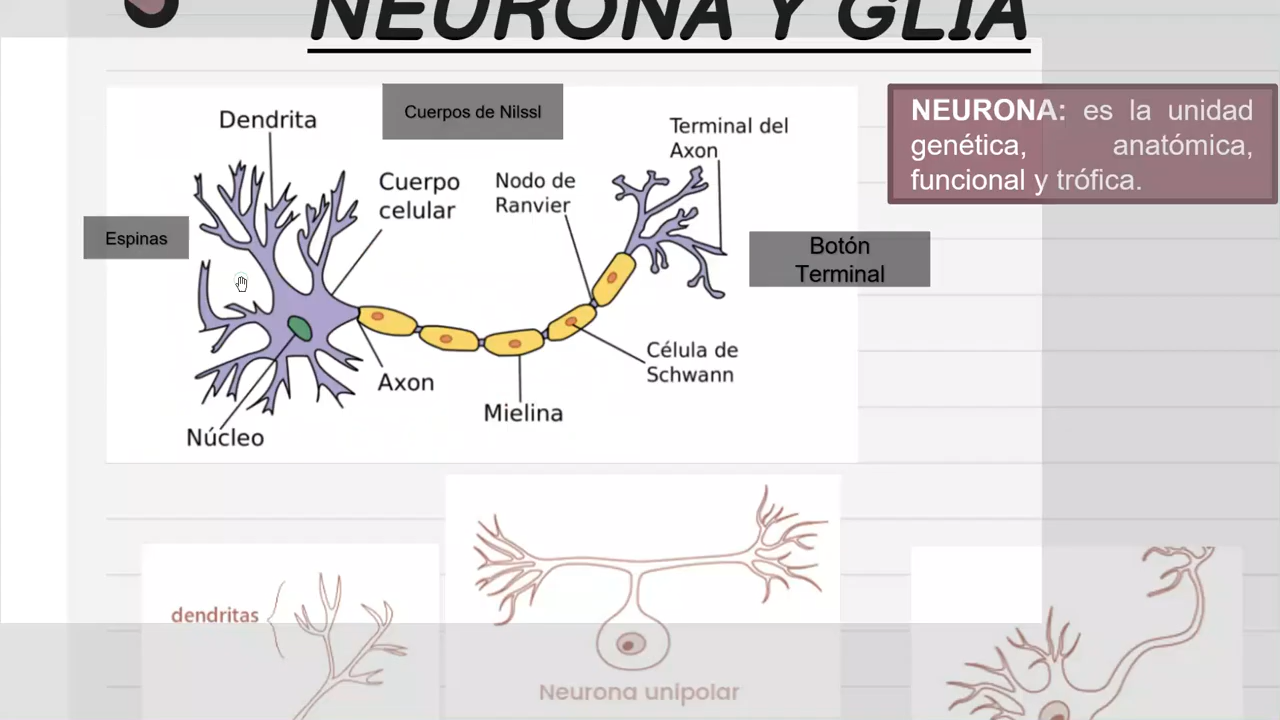 NEURONA Y GLIA
Dendrita
Cuerpos de Nilssl
Terminal del
Axon
NEURONA: es la unidad
genética, anatómica,
funcional y trófica.
Cuerpo
celular
Nodo de
Ranvier
Espinas
Botón
Terminal
Célula de
Schwann
Axon
Mielina
Núcleo
dendritas
Neurona unipolar